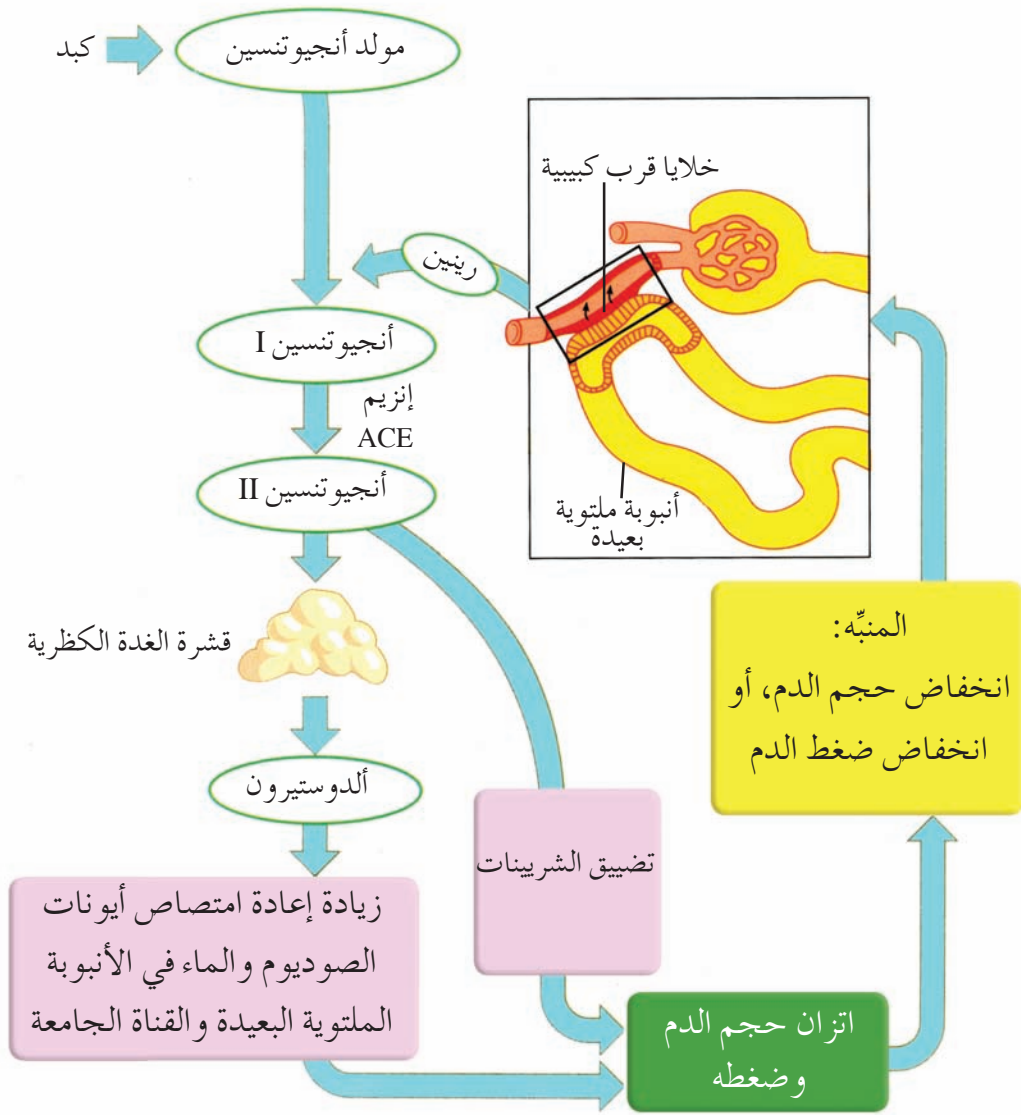 كبد
مولد أنجيوتنسين
خلايا قرب كبيبية
رينين
أنجيوتنسين I
إنزيم
ACE
أنجيوتنسين II
أنبوبة ملتوية
بعيدة
قشرة الغدة الكظرية
ألدوستيرون
زيادة إعادة امتصاص أيونات
الصوديوم والماء في الأنبوبة
الملتوية البعيدة والقناة الجامعة
تضييق الشريينات
اتزان حجم الدم
وضغطه
المنبِّه:
انخفاض حجم الدم، أو
انخفاض ضغط الدم